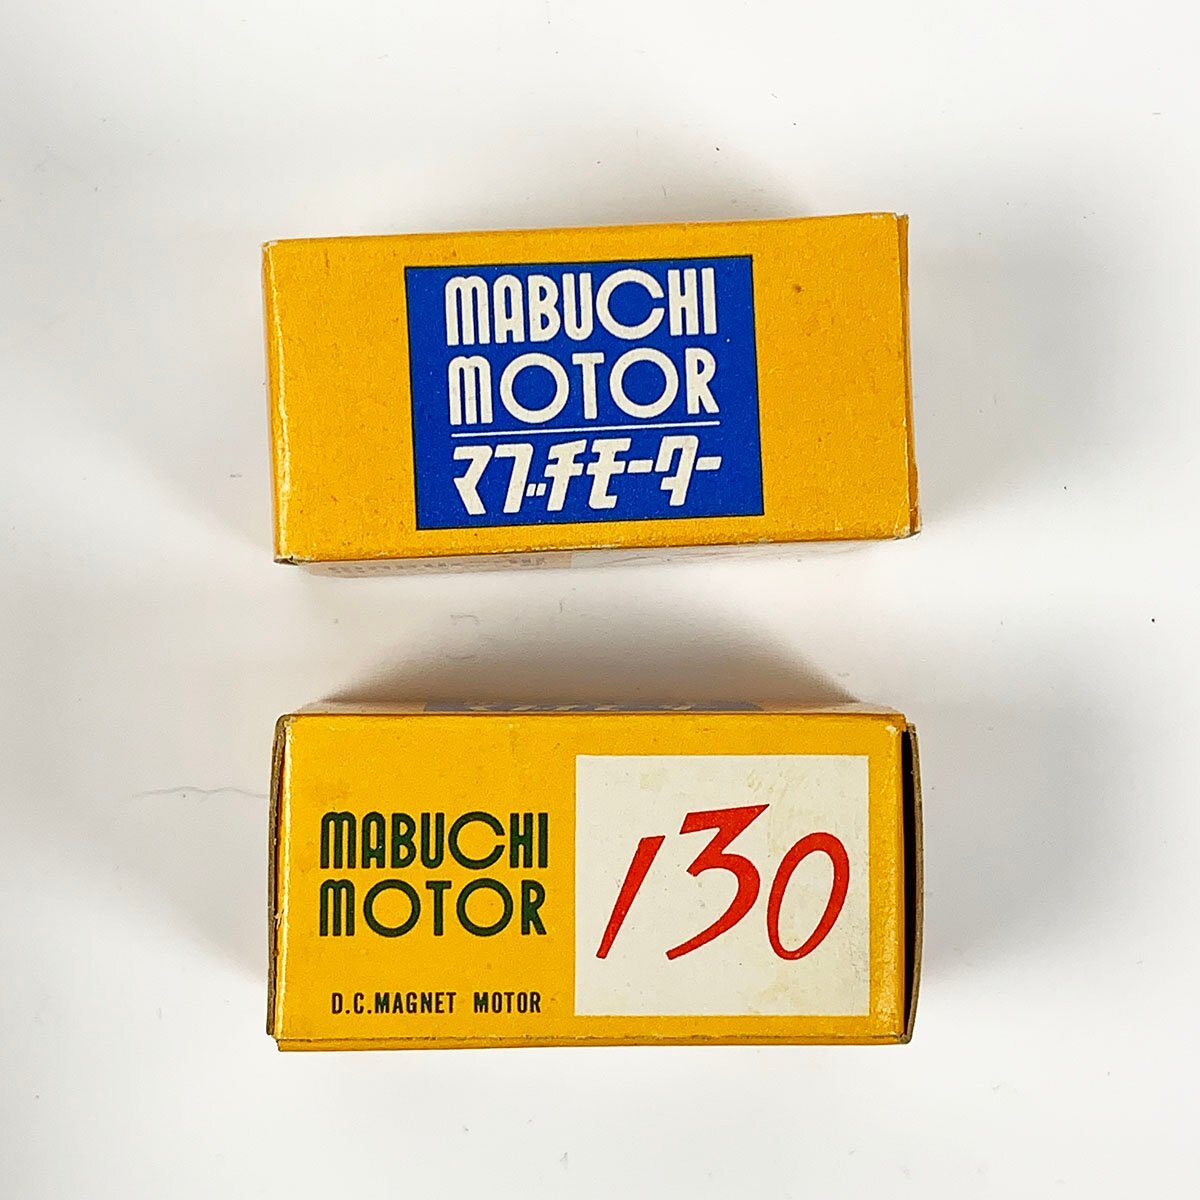 MABUCHI
MOTOR
マブチモーター
MABUCHI
MOTOR
D.C.MAGNET MOTOR
130